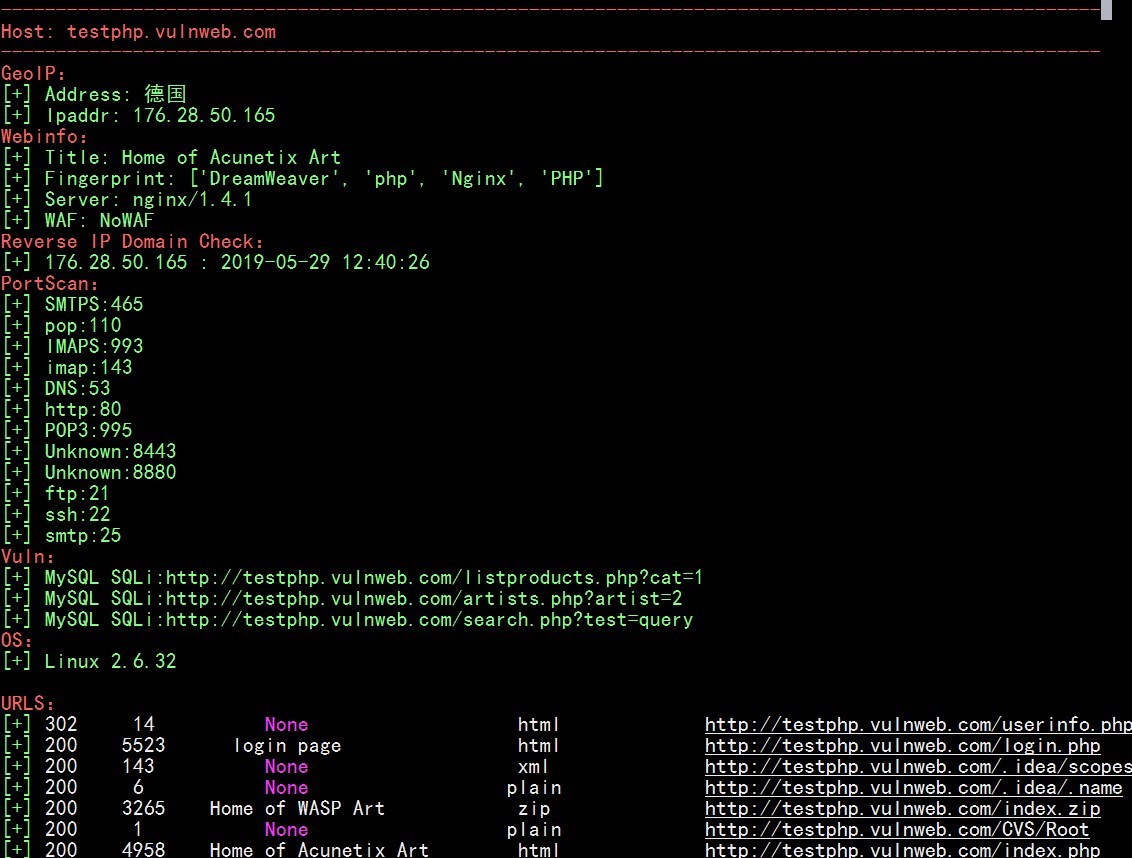 Host: testphp.vulnweb.com
GeoIP:
[+] Address: 德国
[+] Ipaddr: 176.28.50.165
Webinfo:
[+] Title: Home of Acunetix Art
[+] Fingerprint: ['DreamWeaver', 'php', 'Nginx', 'PHP']
[+] Server: nginx/1.4.1
[+] WAF: NoWAF
Reverse IP Domain Check:
[+] 176.28.50.165 : 2019-05-29 12:40:26
PortScan:
[+] SMTPS:465
[+] pop:110
[+] IMAPS:993
[+] imap:143
[+] DNS:53
[+] http:80
[+] POP3:995
[+] Unknown:8443
[+] Unknown:8880
[+] ftp:21
[+] ssh:22
[+] smtp:25
Vuln:
[+] MySQL SQLi:http://testphp.vulnweb.com/listproducts.php?cat=1
[+] MySQL SQLi:http://testphp.vulnweb.com/artists.php?artist=2
[+] MySQL SQLi:http://testphp.vulnweb.com/search.php?test=query
OS:
[+] Linux 2.6.32
URLS:
[+] 302 14 None html http://testphp.vulnweb.com/userinfo.php
[+] 200 5523 login page html http://testphp.vulnweb.com/login.php
[+] 200 143 None xml http://testphp.vulnweb.com/.idea/scopes
[+] 200 6 None plain http://testphp.vulnweb.com/.idea/.name
[+] 200 3265 Home of WASP Art zip http://testphp.vulnweb.com/index.zip
[+] 200 1 None plain http://testphp.vulnweb.com/CVS/Root
[+] 200 4958 Home of Acunetix Art html http://testphp.vulnweb.com/index.php